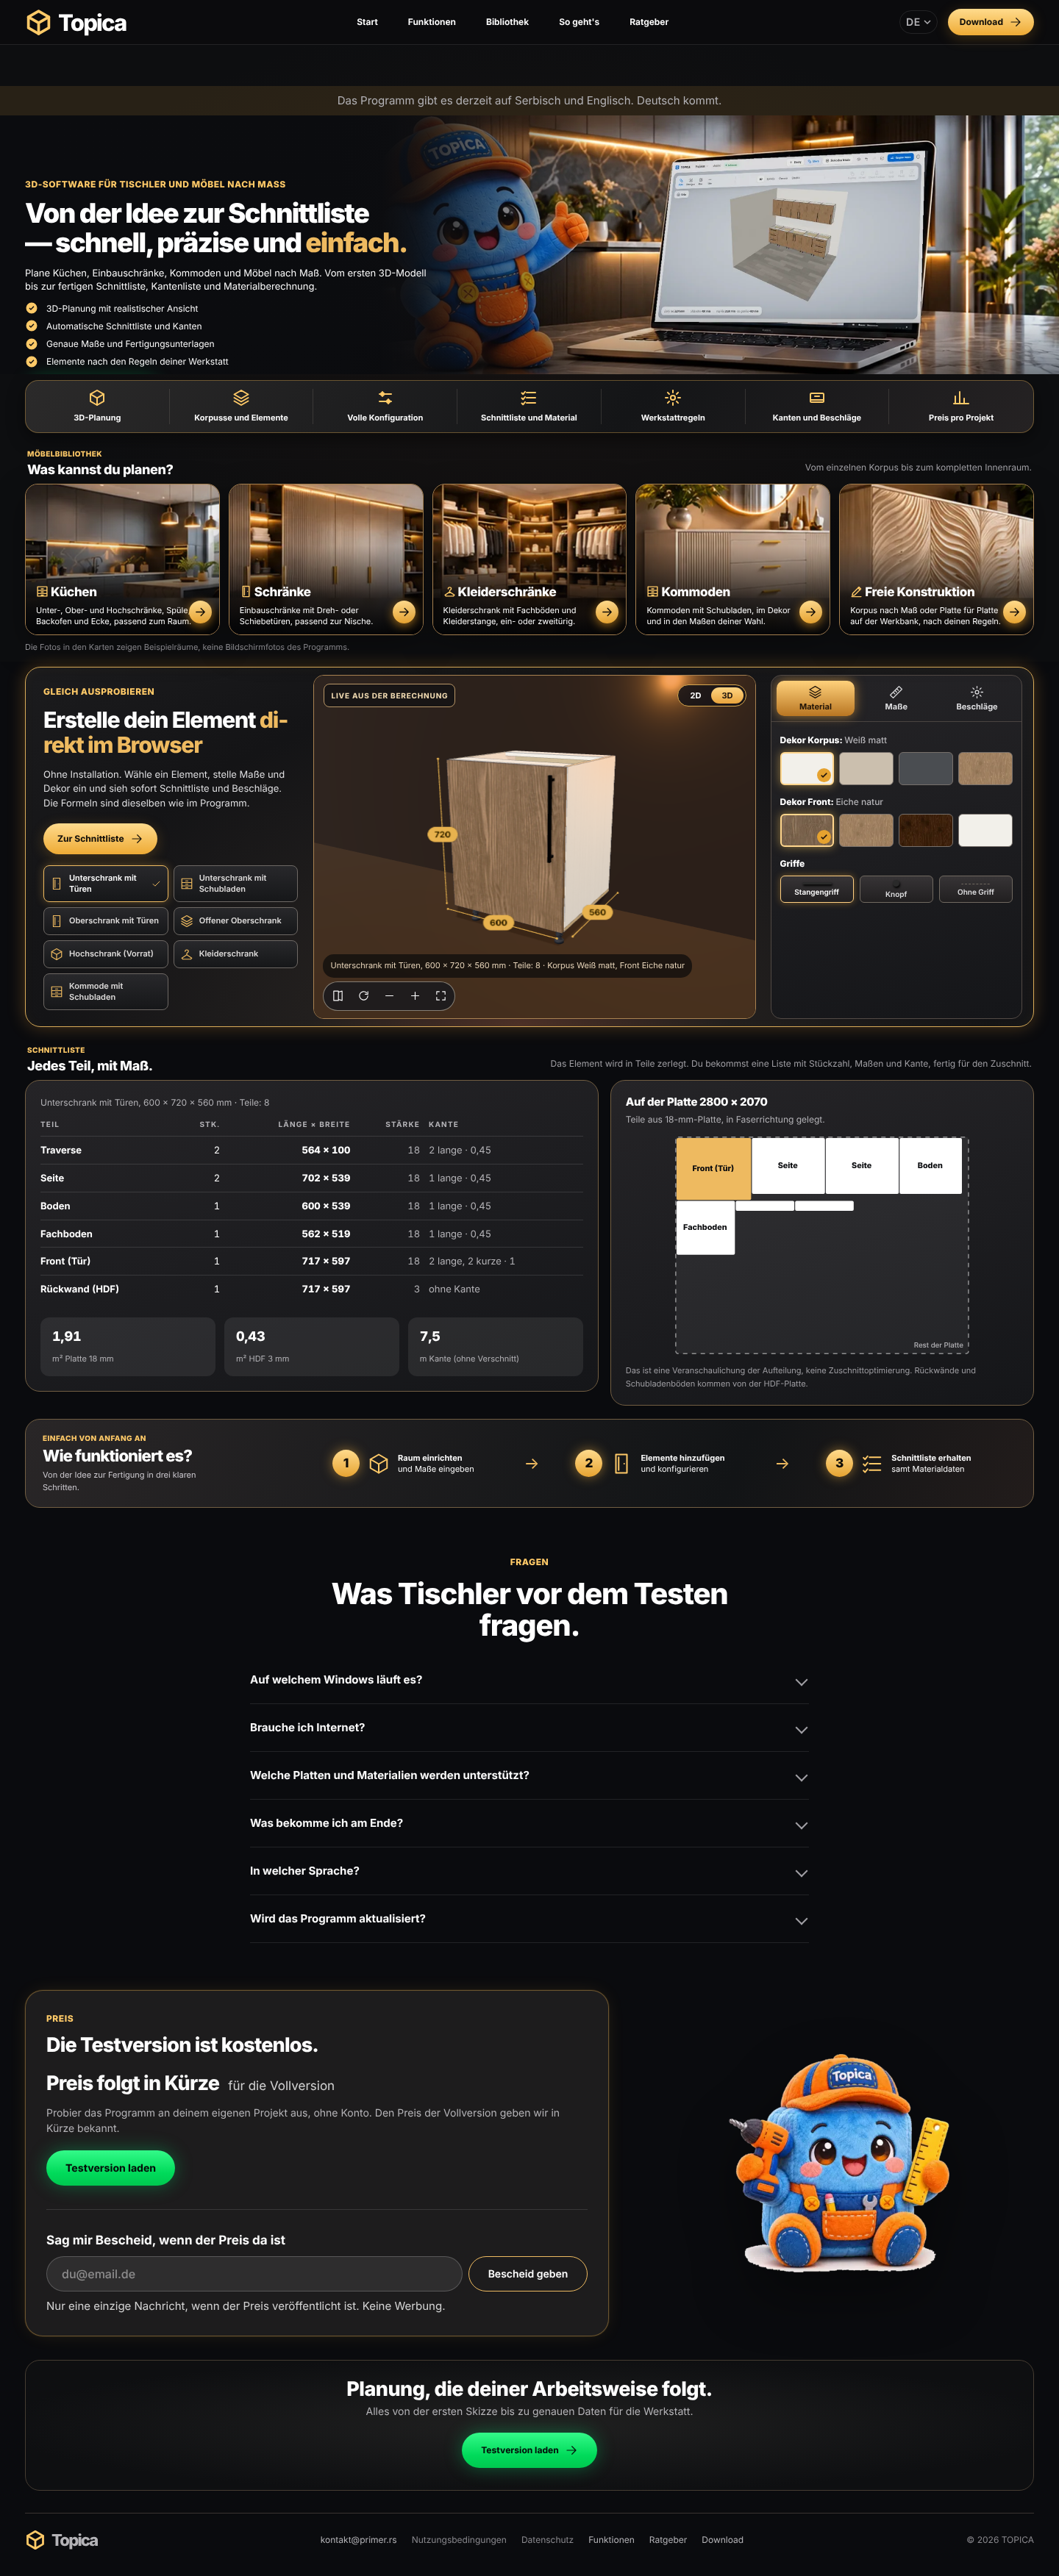 Topica
Start
Funktionen
Bibliothek
So geht's
Ratgeber
DE
Download
Das Programm gibt es derzeit auf Serbisch und Englisch. Deutsch kommt.
TOPICA
3D-SOFTWARE FÜR TISCHLER UND MÖBEL NACH MASS
Von der Idee zur Schnittliste
— schnell, präzise und einfach.
Plane Küchen, Einbauschränke, Kommoden und Möbel nach Maß. Vom ersten 3D-Modell
bis zur fertigen Schnittliste, Kantenliste und Materialberechnung.
3D-Planung mit realistischer Ansicht
Automatische Schnittliste und Kanten
Genaue Maße und Fertigungsunterlagen
Elemente nach den Regeln deiner Werkstatt
3D-Planung
Korpusse und Elemente
Volle Konfiguration
Schnittliste und Material
Werkstattregeln
Kanten und Beschläge
Preis pro Projekt
MÖBELBIBLIOTHEK
Was kannst du planen?
Vom einzelnen Korpus bis zum kompletten Innenraum.
Küchen
Unter-, Ober- und Hochschränke, Spüle,
Backofen und Ecke, passend zum Raum.
Schränke
Einbauschränke mit Dreh- oder
Schiebetüren, passend zur Nische.
Kleiderschränke
Kleiderschrank mit Fachböden und
Kleiderstange, ein- oder zweitürig.
Kommoden
Kommoden mit Schubladen, im Dekor
und in den Maßen deiner Wahl.
Freie Konstruktion
Korpus nach Maß oder Platte für Platte
auf der Werkbank, nach deinen Regeln.
Die Fotos in den Karten zeigen Beispielräume, keine Bildschirmfotos des Programms.
GLEICH AUSPROBIEREN
Erstelle dein Element di-
rekt im Browser
Ohne Installation. Wähle ein Element, stelle Maße und
Dekor ein und sieh sofort Schnittliste und Beschläge.
Die Formeln sind dieselben wie im Programm.
Zur Schnittliste
Unterschrank mit
Türen
Unterschrank mit
Schubladen
Oberschrank mit Türen
Offener Oberschrank
Hochschrank (Vorrat)
Kleiderschrank
Kommode mit
Schubladen
LIVE AUS DER BERECHNUNG
2D
3D
720
600
560
Unterschrank mit Türen, 600 × 720 × 560 mm · Teile: 8 · Korpus Weiß matt, Front Eiche natur
Material
Maße
Beschläge
Dekor Korpus: Weiß matt
Dekor Front: Eiche natur
Griffe
Stangengriff
Knopf
Ohne Griff
SCHNITTLISTE
Jedes Teil, mit Maß.
Das Element wird in Teile zerlegt. Du bekommst eine Liste mit Stückzahl, Maßen und Kante, fertig für den Zuschnitt.
Unterschrank mit Türen, 600 × 720 × 560 mm · Teile: 8
TEIL STK. LÄNGE × BREITE STÄRKE KANTE
Traverse 2 564 × 100 18 2 lange · 0,45
Seite 2 702 × 539 18 1 lange · 0,45
Boden 1 600 × 539 18 1 lange · 0,45
Fachboden 1 562 × 519 18 1 lange · 0,45
Front (Tür) 1 717 × 597 18 2 lange, 2 kurze · 1
Rückwand (HDF) 1 717 × 597 3 ohne Kante
1,91
m² Platte 18 mm
0,43
m² HDF 3 mm
7,5
m Kante (ohne Verschnitt)
Auf der Platte 2800 × 2070
Teile aus 18-mm-Platte, in Faserrichtung gelegt.
Front (Tür)
Seite
Seite
Boden
Fachboden
Rest der Platte
Das ist eine Veranschaulichung der Aufteilung, keine Zuschnittoptimierung. Rückwände und
Schubladenböden kommen von der HDF-Platte.
EINFACH VON ANFANG AN
Wie funktioniert es?
Von der Idee zur Fertigung in drei klaren
Schritten.
1
Raum einrichten
und Maße eingeben
2
Elemente hinzufügen
und konfigurieren
3
Schnittliste erhalten
samt Materialdaten
FRAGEN
Was Tischler vor dem Testen
fragen.
Auf welchem Windows läuft es?
Brauche ich Internet?
Welche Platten und Materialien werden unterstützt?
Was bekomme ich am Ende?
In welcher Sprache?
Wird das Programm aktualisiert?
PREIS
Die Testversion ist kostenlos.
Preis folgt in Kürze für die Vollversion
Probier das Programm an deinem eigenen Projekt aus, ohne Konto. Den Preis der Vollversion geben wir in
Kürze bekannt.
Testversion laden
Sag mir Bescheid, wenn der Preis da ist
du@email.de
Bescheid geben
Nur eine einzige Nachricht, wenn der Preis veröffentlicht ist. Keine Werbung.
Topica
Planung, die deiner Arbeitsweise folgt.
Alles von der ersten Skizze bis zu genauen Daten für die Werkstatt.
Testversion laden
Topica
kontakt@primer.rs
Nutzungsbedingungen
Datenschutz
Funktionen
Ratgeber
Download
© 2026 TOPICA